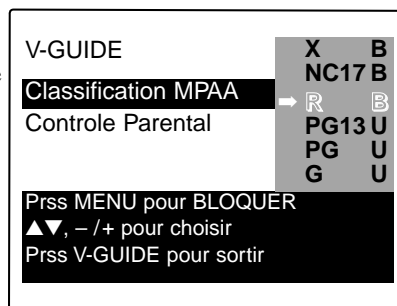 V-GUIDE
Classification MPAA
Controle Parental
X B
NC17 B
➡ R B
PG13 U
PG U
G U
Prss MENU pour BLOQUER
▲▼, – /+ pour choisir
Prss V-GUIDE pour sortir